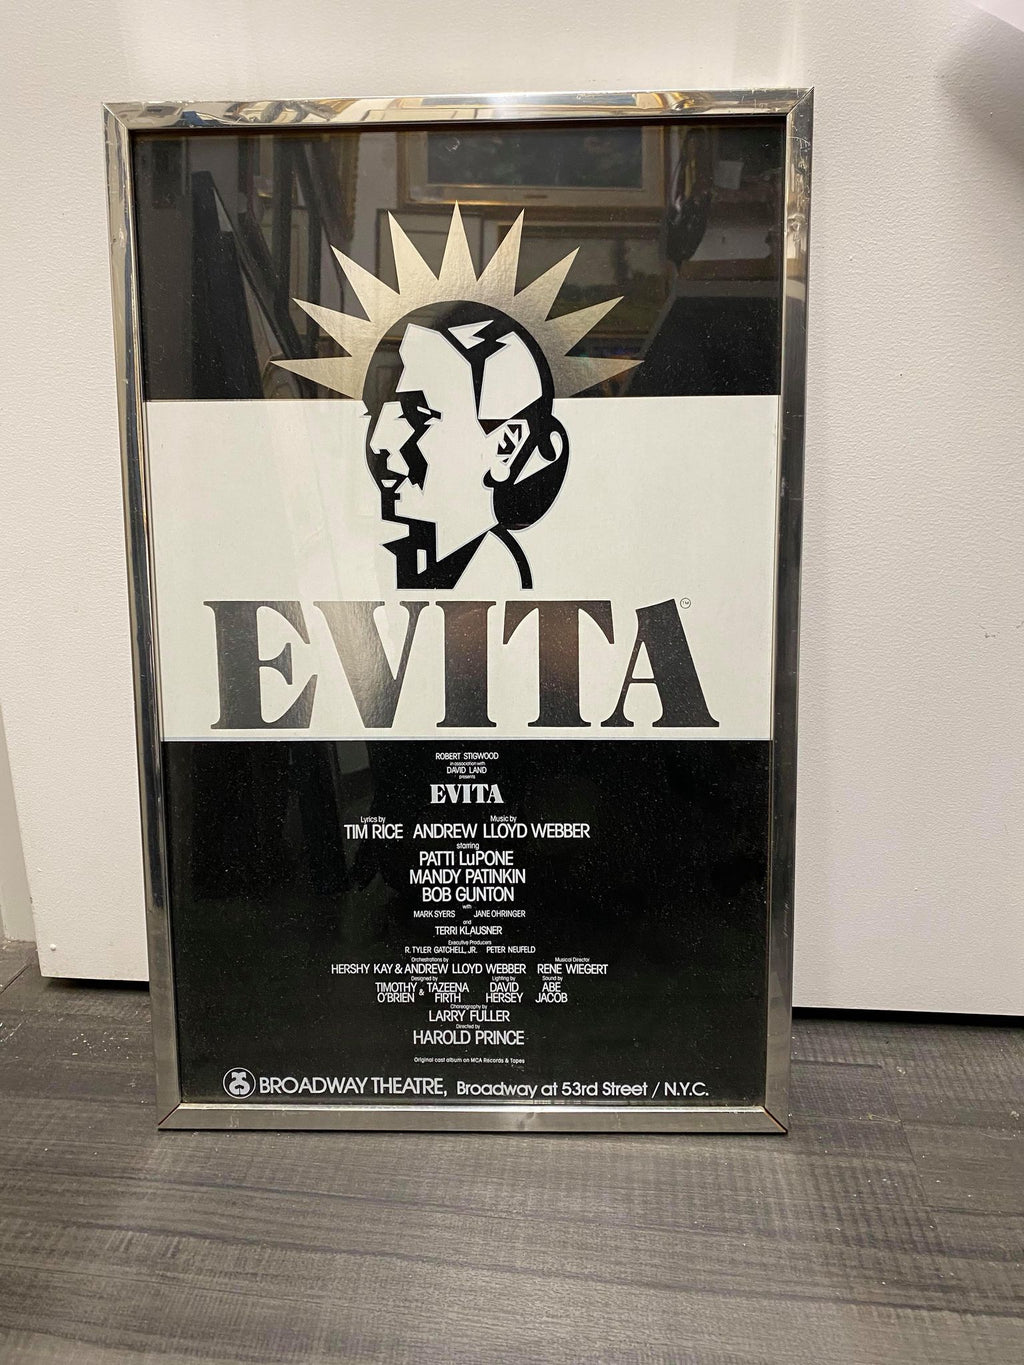 EVITA
TM
ROBERT STIGWOOD
in association with
DAVID LAND
presents
EVITA
Lyrics by Music by
TIM RICE ANDREW LLOYD WEBBER
starring
PATTI LuPONE
MANDY PATINKIN
BOB GUNTON
with
MARK SYERS JANE OHRINGER
and
TERRI KLAUSNER
Executive Producers
R. TYLER GATCHELL, JR. PETER NEUFELD
Orchestrations by Musical Director
HERSHY KAY & ANDREW LLOYD WEBBER RENE WIEGERT
Designed by Lighting by Sound by
TIMOTHY TAZEENA DAVID ABE
O'BRIEN & FIRTH HERSEY JACOB
Choreography by
LARRY FULLER
Directed by
HAROLD PRINCE
Original cast album on MCA Records & Tapes
BROADWAY THEATRE, Broadway at 53rd Street / N.Y.C.